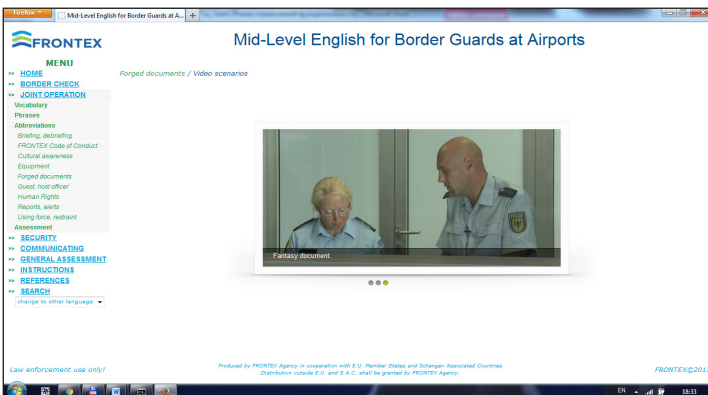 Firefox
Mid-Level English for Border Guards at A...
FRONTEX
Mid-Level English for Border Guards at Airports
MENU
HOME
BORDER CHECK
JOINT OPERATION
Vocabulary
Phrases
Abbreviations
Briefing, debriefing
FRONTEX Code of Conduct
Cultural awareness
Equipment
Forged documents
Guest, host officer
Human Rights
Reports, alerts
Using force, restraint
Assessment
SECURITY
COMMUNICATING
GENERAL ASSESSMENT
INSTRUCTIONS
REFERENCES
SEARCH
change to other language
Forged documents / Video scenarios
Fantasy document.
Law enforcement use only!
Produced by FRONTEX Agency in cooperation with E.U. Member States and Schengen Associated Countries
Distribution outside E.U. and S.A.C. shall be granted by FRONTEX Agency.
FRONTEX©2013
EN
18:33